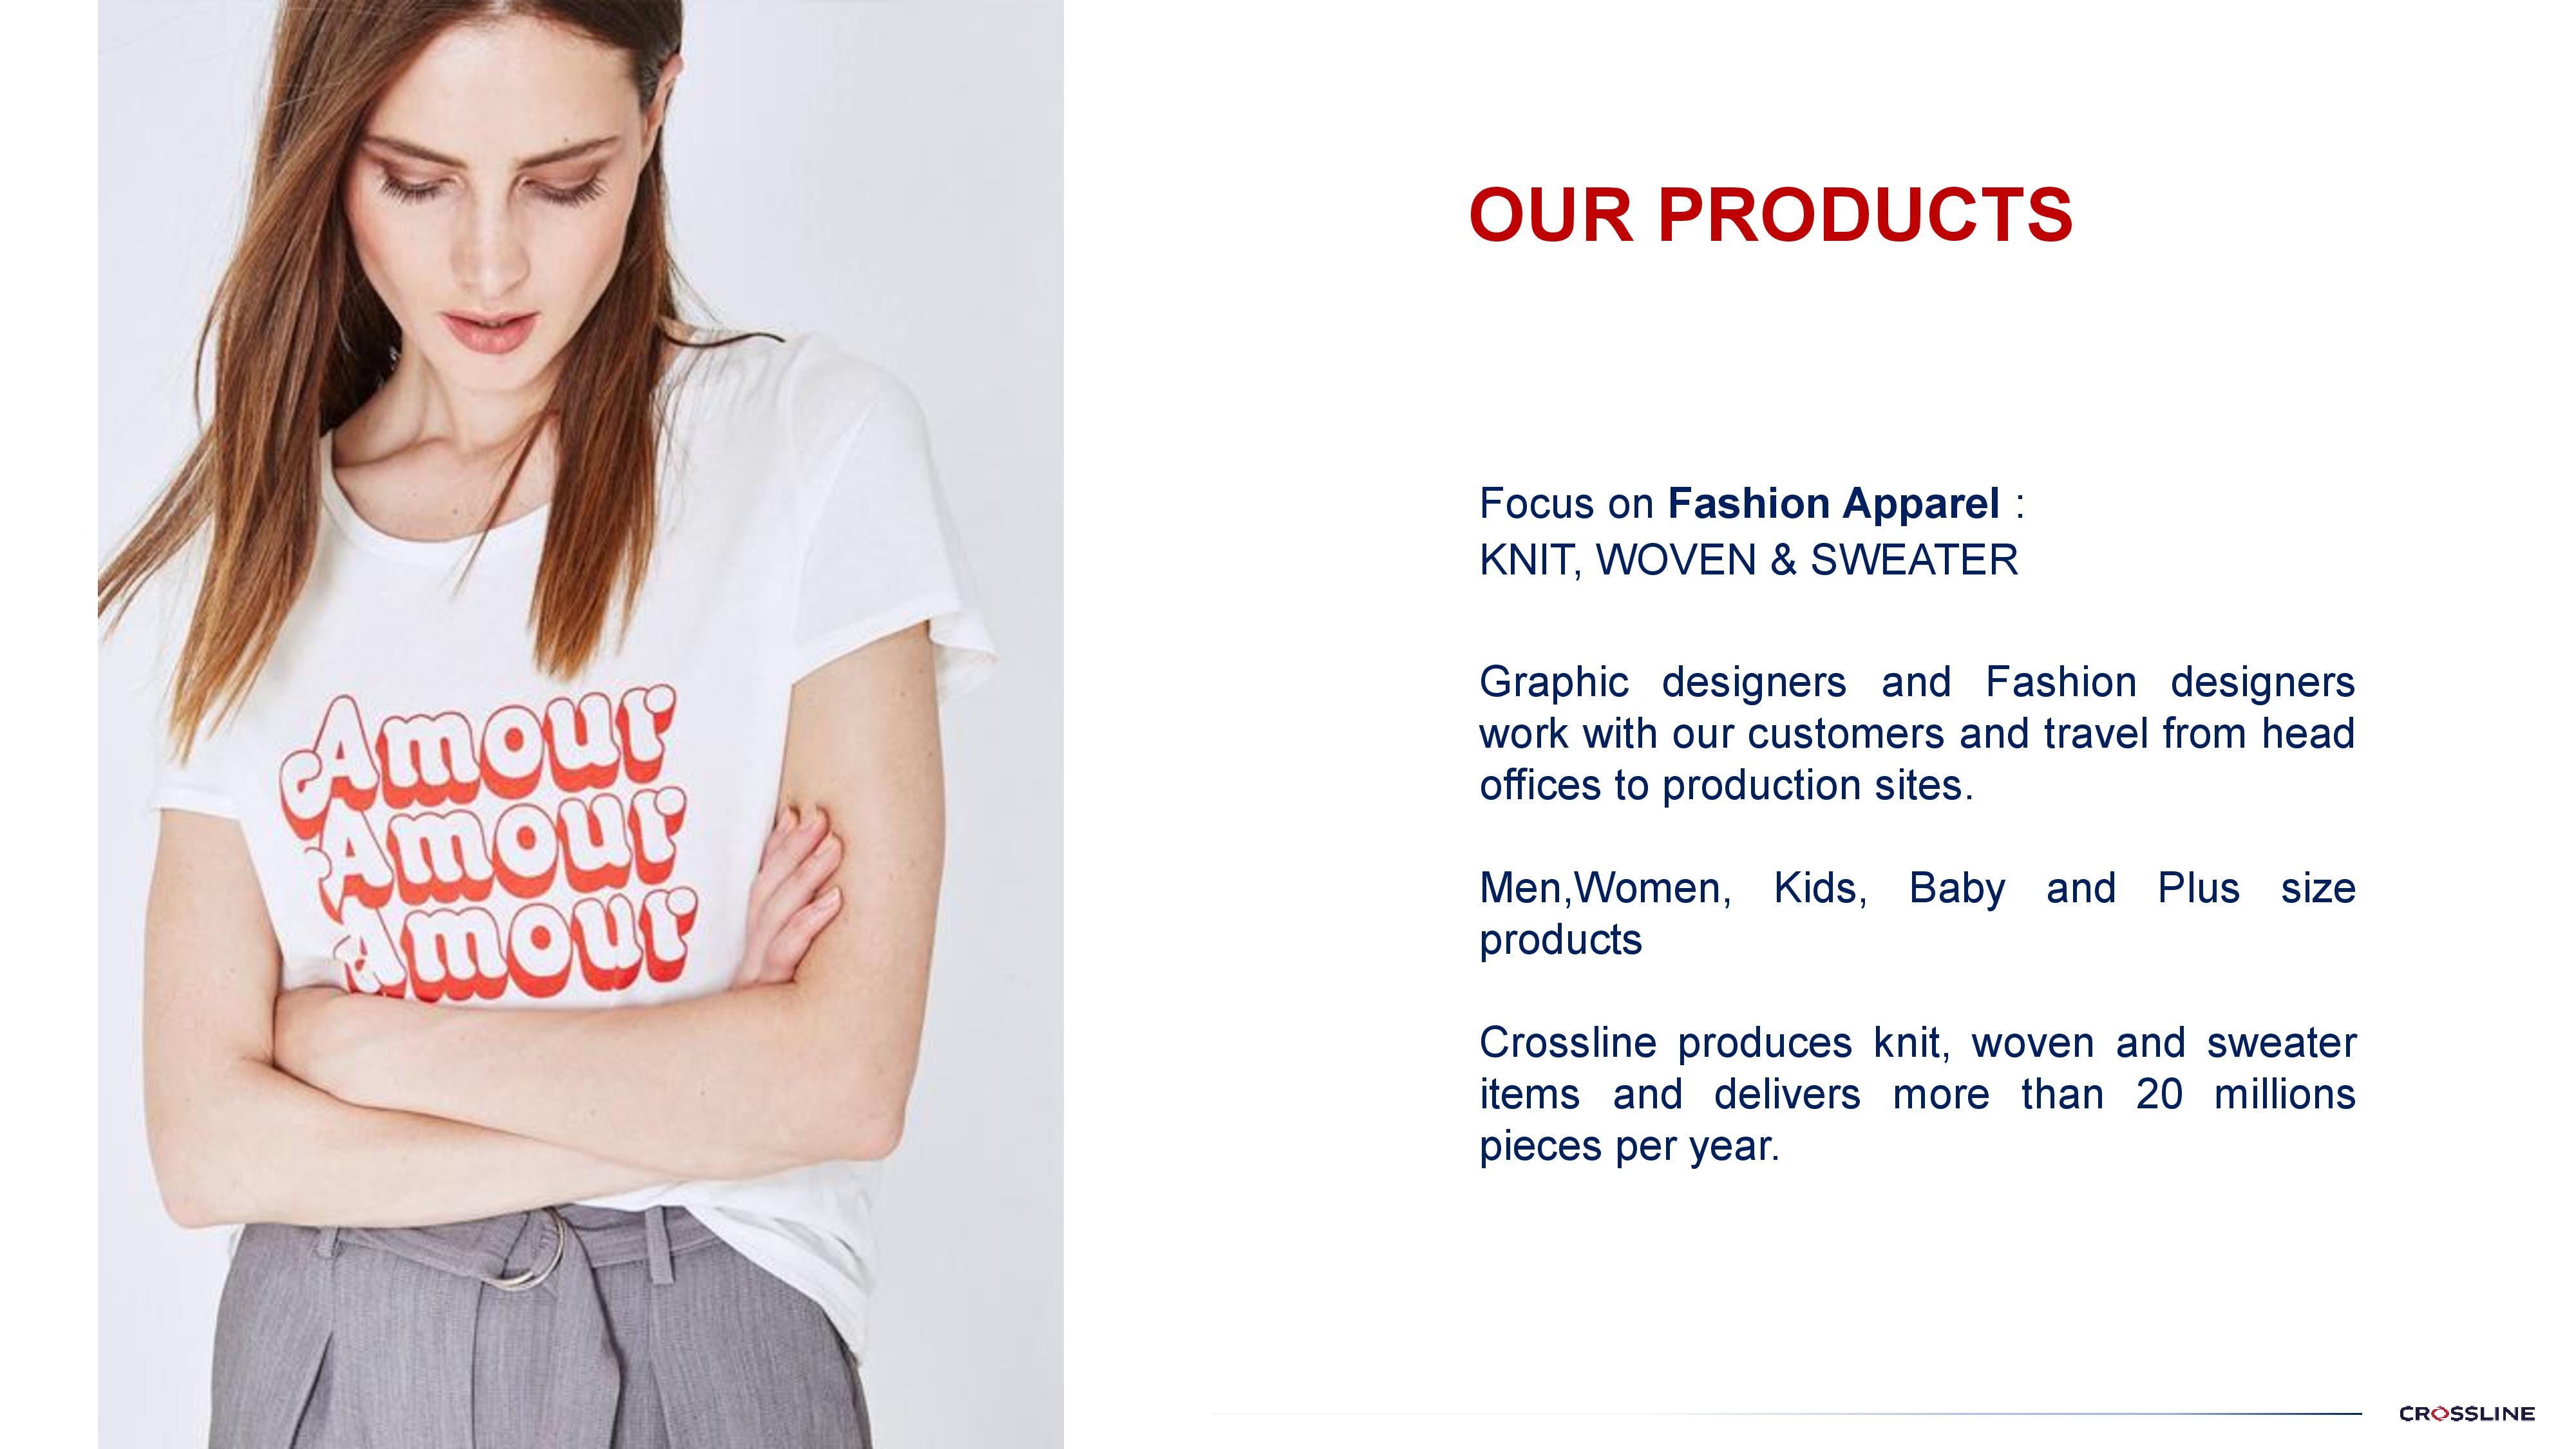 Amour
Amour
Amour
OUR PRODUCTS
Focus on Fashion Apparel :
KNIT, WOVEN & SWEATER
Graphic designers and Fashion designers
work with our customers and travel from head
offices to production sites.
Men,Women, Kids, Baby and Plus size
products
Crossline produces knit, woven and sweater
items and delivers more than 20 millions
pieces per year.
CROSSLINE